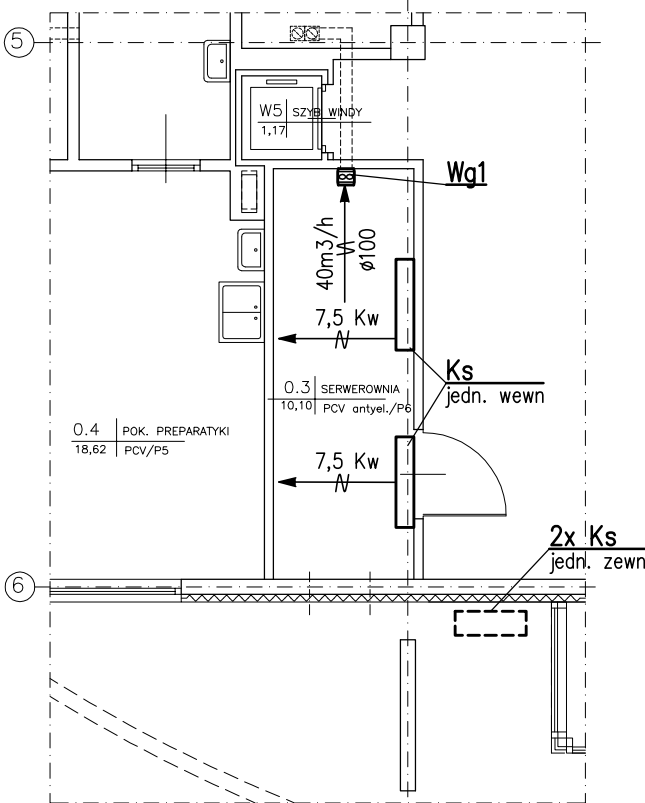 5
W5 SZYB WINDY
1,17
Wg1
40m3/h
ø100
7,5 Kw
Ks
jedn. wewn
0.3 SERWEROWNIA
10,10 PCV antyel./P6
0.4 POK. PREPARATYKI
18,62 PCV/P5
7,5 Kw
2x Ks
jedn. zewn
6